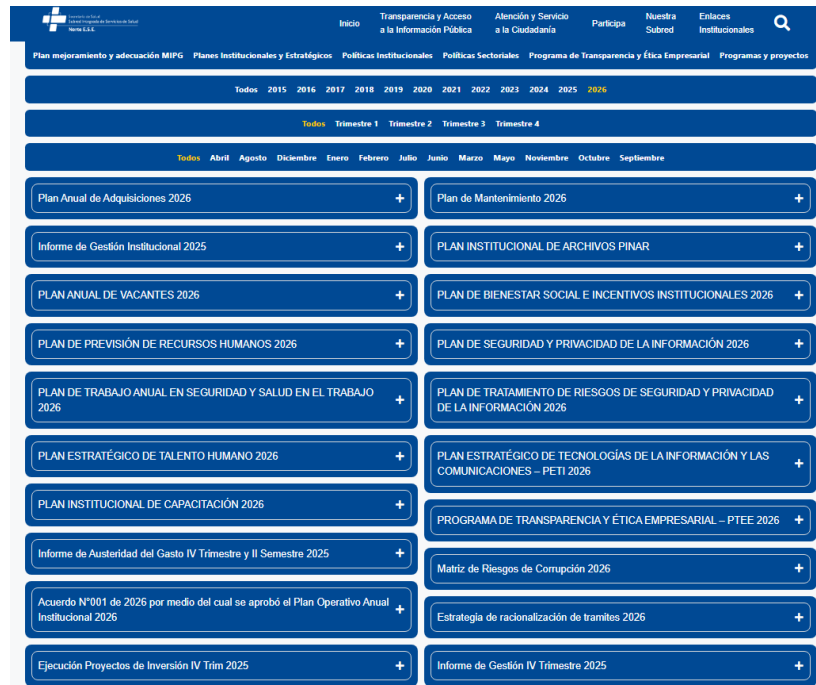 Secretaría de Salud
Subred Integrada de Servicios de Salud
Norte E.S.E.
Inicio
Transparencia y Acceso
a la Información Pública
Atención y Servicio
a la Ciudadanía
Participa
Nuestra
Subred
Enlaces
Institucionales
Plan mejoramiento y adecuación MIPG Planes Institucionales y Estratégicos Políticas Institucionales Políticas Sectoriales Programa de Transparencia y Ética Empresarial Programas y proyectos
Todos 2015 2016 2017 2018 2019 2020 2021 2022 2023 2024 2025 2026
Todos Trimestre 1 Trimestre 2 Trimestre 3 Trimestre 4
Todos Abril Agosto Diciembre Enero Febrero Julio Junio Marzo Mayo Noviembre Octubre Septiembre
Plan Anual de Adquisiciones 2026 +
Plan de Mantenimiento 2026 +
Informe de Gestión Institucional 2025 +
PLAN INSTITUCIONAL DE ARCHIVOS PINAR +
PLAN ANUAL DE VACANTES 2026 +
PLAN DE BIENESTAR SOCIAL E INCENTIVOS INSTITUCIONALES 2026 +
PLAN DE PREVISIÓN DE RECURSOS HUMANOS 2026 +
PLAN DE SEGURIDAD Y PRIVACIDAD DE LA INFORMACIÓN 2026 +
PLAN DE TRABAJO ANUAL EN SEGURIDAD Y SALUD EN EL TRABAJO
2026 +
PLAN DE TRATAMIENTO DE RIESGOS DE SEGURIDAD Y PRIVACIDAD
DE LA INFORMACIÓN 2026 +
PLAN ESTRATÉGICO DE TALENTO HUMANO 2026 +
PLAN ESTRATÉGICO DE TECNOLOGÍAS DE LA INFORMACIÓN Y LAS
COMUNICACIONES – PETI 2026 +
PLAN INSTITUCIONAL DE CAPACITACIÓN 2026 +
PROGRAMA DE TRANSPARENCIA Y ÉTICA EMPRESARIAL – PTEE 2026 +
Informe de Austeridad del Gasto IV Trimestre y II Semestre 2025 +
Matriz de Riesgos de Corrupción 2026 +
Acuerdo N°001 de 2026 por medio del cual se aprobó el Plan Operativo Anual
Institucional 2026 +
Estrategia de racionalización de tramites 2026 +
Ejecución Proyectos de Inversión IV Trim 2025 +
Informe de Gestión IV Trimestre 2025 +